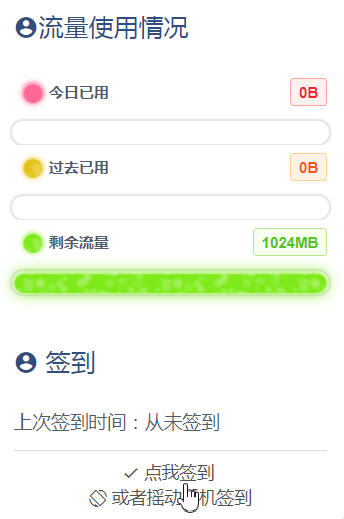 流量使用情况
今日已用 0B
过去已用 0B
剩余流量 1024MB
签到
上次签到时间：从未签到
点我签到
或者摇动手机签到